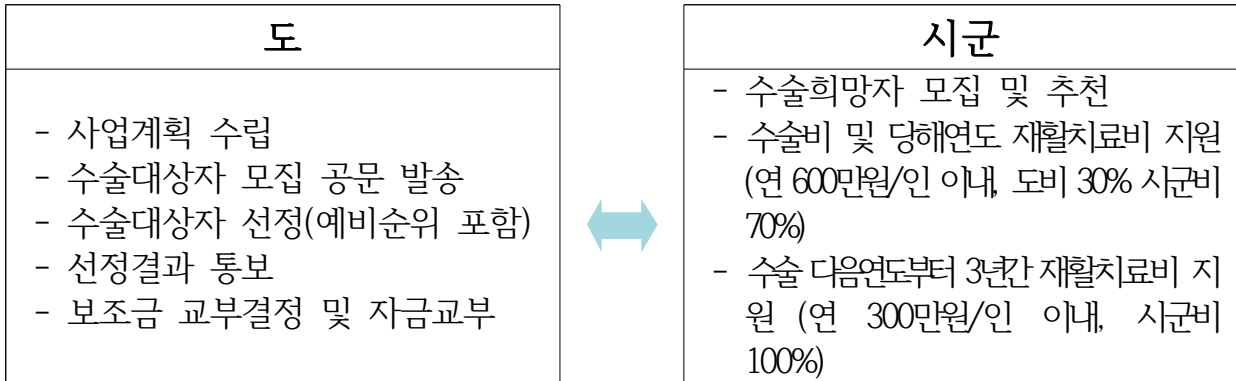 도
- 사업계획 수립
- 수술대상자 모집 공문 발송
- 수술대상자 선정(예비순위 포함)
- 선정결과 통보
- 보조금 교부결정 및 자금교부
시군
- 수술희망자 모집 및 추천
- 수술비 및 당해연도 재활치료비 지원
(연 600만원/인 이내, 도비 30% 시군비
70%)
- 수술 다음연도부터 3년간 재활치료비 지
원 (연 300만원/인 이내, 시군비
100%)